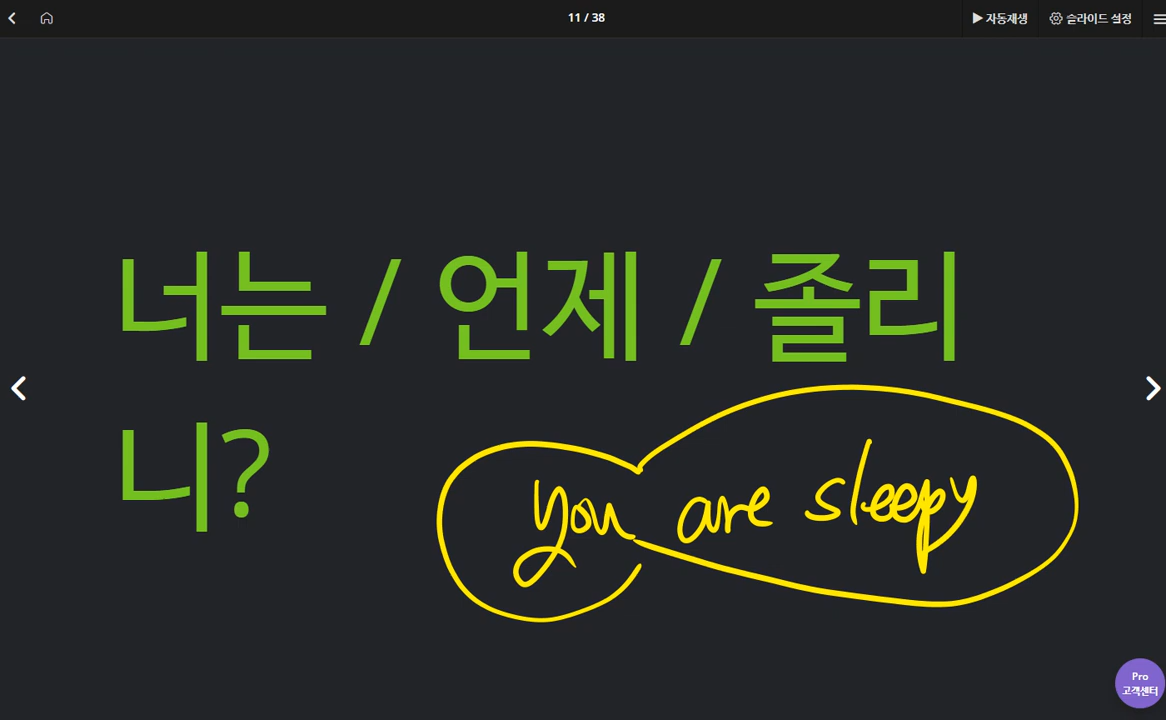 11 / 38
▶ 자동재생
슬라이드 설정
너는 / 언제 / 졸리
니?
you are sleepy
Pro
고객센터